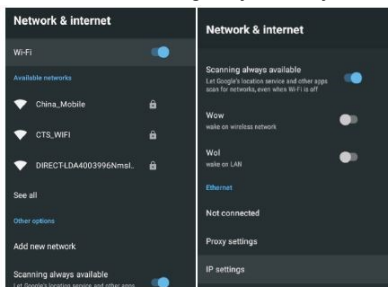 Network & internet
Wi-Fi
Available networks
China_Mobile
CTS_WIFI
DIRECT-LDA4003996Nmsl..
See all
Other options
Add new network
Scanning always available
Let Google's location service and other apps
Network & internet
Scanning always available
Let Google's location service and other apps
scan for networks, even when Wi-Fi is off
Wow
wake on wireless network
Wol
wake on LAN
Ethernet
Not connected
Proxy settings
IP settings